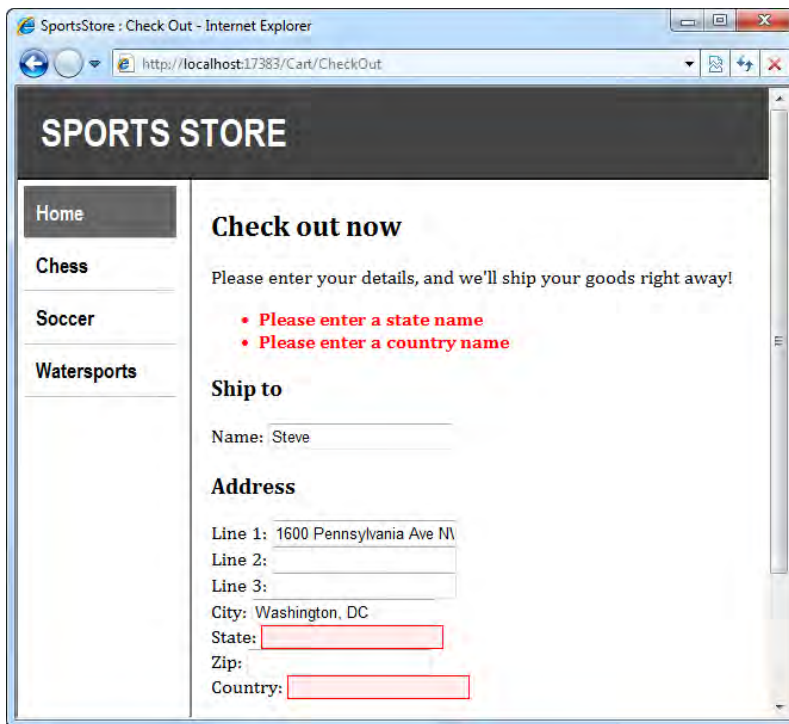 SportsStore : Check Out - Internet Explorer
http://localhost:17383/Cart/CheckOut
SPORTS STORE
Home
Chess
Soccer
Watersports
Check out now
Please enter your details, and we'll ship your goods right away!
• Please enter a state name
• Please enter a country name
Ship to
Name: Steve
Address
Line 1: 1600 Pennsylvania Ave
Line 2:
Line 3:
City: Washington, DC
State:
Zip:
Country: